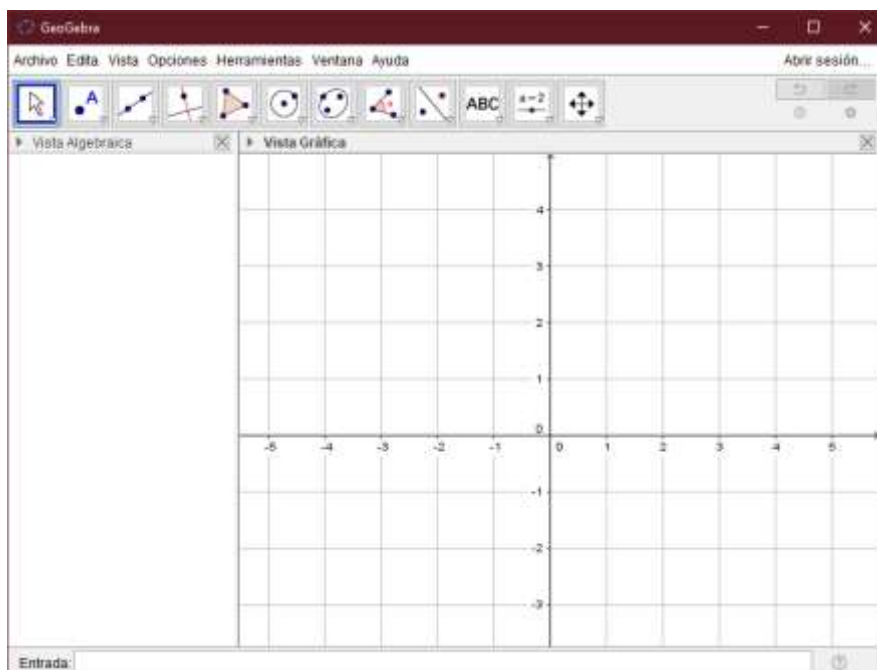 GeoGebra
Archivo Edita Vista Opciones Herramientas Ventana Ayuda Abrir sesión...
A ABC a=2
Vista Algebraica Vista Gráfica
4
3
2
1
0
-5 -4 -3 -2 -1 0 1 2 3 4 5
-1
-2
-3
Entrada: